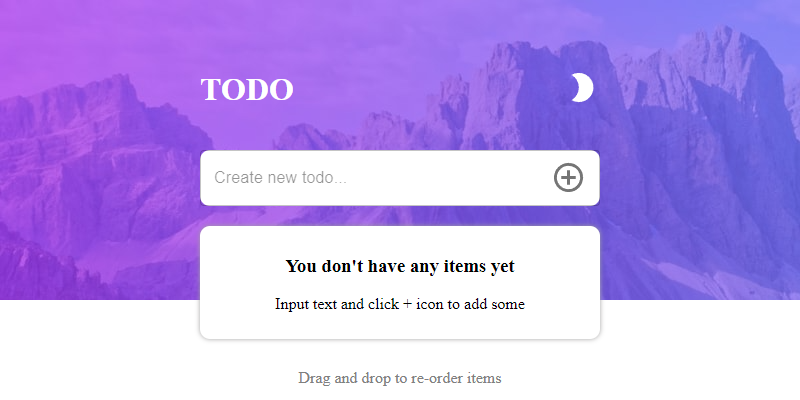 TODO
Create new todo...
You don't have any items yet
Input text and click + icon to add some
Drag and drop to re-order items